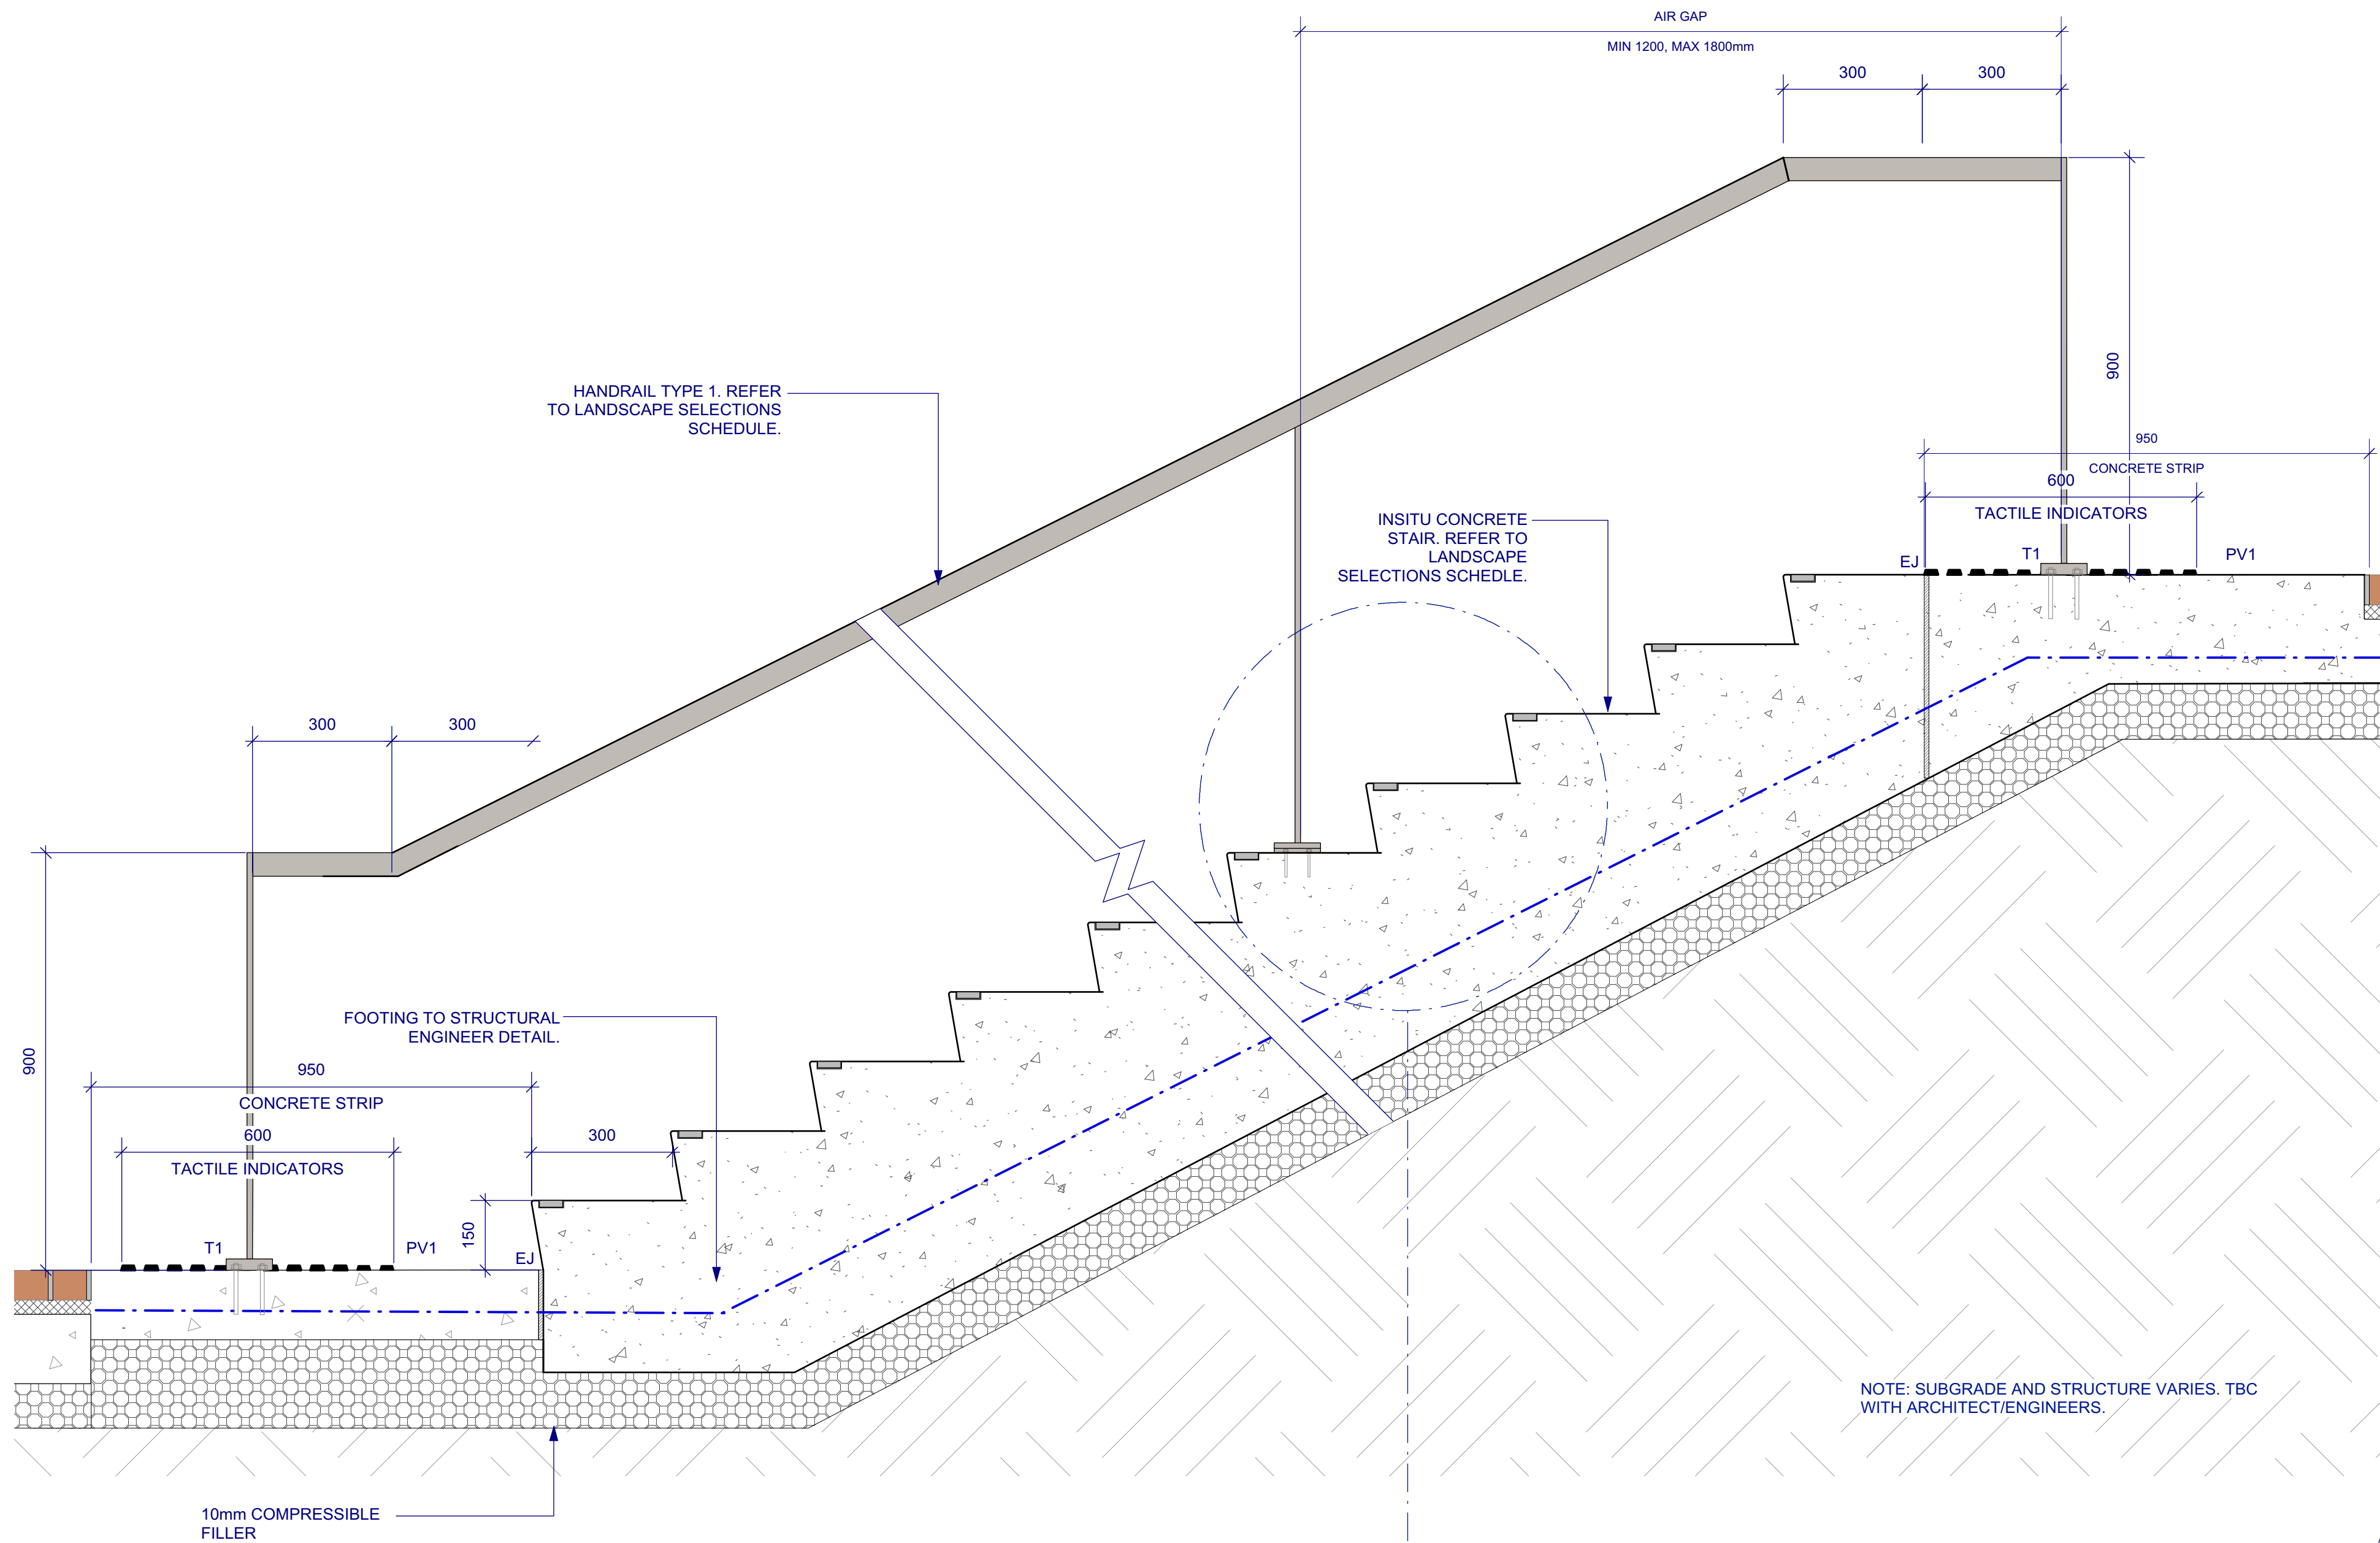 AIR GAP
MIN 1200, MAX 1800mm
300
300
HANDRAIL TYPE 1. REFER
TO LANDSCAPE SELECTIONS
SCHEDULE.
900
950
CONCRETE STRIP
600
TACTILE INDICATORS
INSITU CONCRETE
STAIR. REFER TO
LANDSCAPE
SELECTIONS SCHEDLE.
EJ
T1
PV1
300
300
FOOTING TO STRUCTURAL
ENGINEER DETAIL.
900
950
CONCRETE STRIP
600
TACTILE INDICATORS
300
150
T1
PV1
EJ
NOTE: SUBGRADE AND STRUCTURE VARIES. TBC
WITH ARCHITECT/ENGINEERS.
10mm COMPRESSIBLE
FILLER